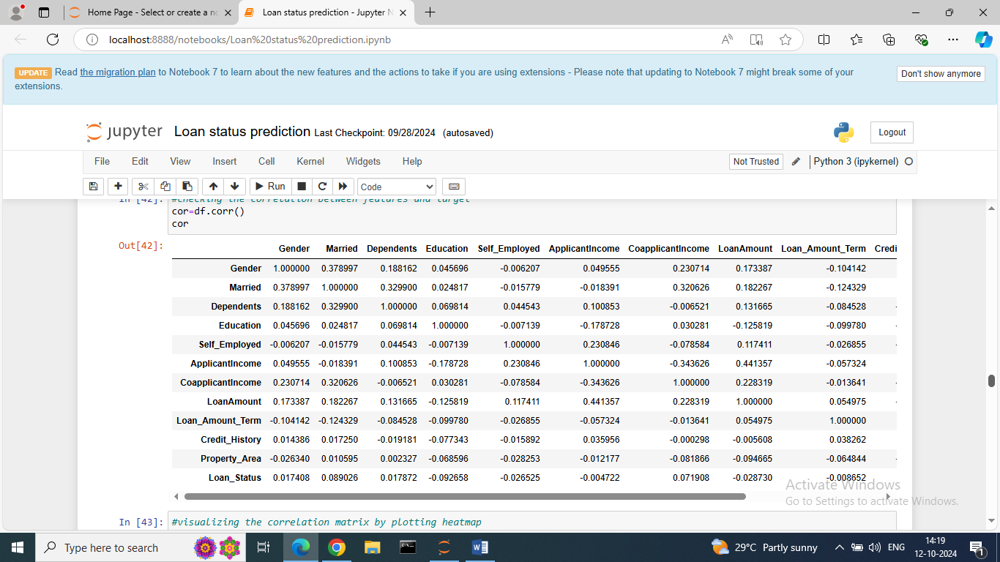 Home Page - Select or create a no
Loan status prediction - Jupyter N
localhost:8888/notebooks/Loan%20status%20prediction.ipynb
UPDATE Read the migration plan to Notebook 7 to learn about the new features and the actions to take if you are using extensions - Please note that updating to Notebook 7 might break some of your
extensions.
Don't show anymore
jupyter Loan status prediction Last Checkpoint: 09/28/2024 (autosaved)
Logout
File Edit View Insert Cell Kernel Widgets Help
Not Trusted Python 3 (ipykernel)
Run Code
In [42]: #checking the correlation between features and target
cor=df.corr()
cor
Out[42]:
Gender Married Dependents Education Self_Employed ApplicantIncome CoapplicantIncome LoanAmount Loan_Amount_Term Credi
Gender 1.000000 0.378997 0.188162 0.045696 -0.006207 0.049555 0.230714 0.173387 -0.104142
Married 0.378997 1.000000 0.329900 0.024817 -0.015779 -0.018391 0.320626 0.182267 -0.124329
Dependents 0.188162 0.329900 1.000000 0.069814 0.044543 0.100853 -0.006521 0.131665 -0.084528 -
Education 0.045696 0.024817 0.069814 1.000000 -0.007139 -0.178728 0.030281 -0.125819 -0.099780 -
Self_Employed -0.006207 -0.015779 0.044543 -0.007139 1.000000 0.230846 -0.078584 0.117411 -0.026855 -
ApplicantIncome 0.049555 -0.018391 0.100853 -0.178728 0.230846 1.000000 -0.343626 0.441357 -0.057324
CoapplicantIncome 0.230714 0.320626 -0.006521 0.030281 -0.078584 -0.343626 1.000000 0.228319 -0.013641 -
LoanAmount 0.173387 0.182267 0.131665 -0.125819 0.117411 0.441357 0.228319 1.000000 0.054975 -
Loan_Amount_Term -0.104142 -0.124329 -0.084528 -0.099780 -0.026855 -0.057324 -0.013641 0.054975 1.000000
Credit_History 0.014386 0.017250 -0.019181 -0.077343 -0.015892 0.035956 -0.000298 -0.005608 0.038262
Property_Area -0.026340 0.010595 0.002327 -0.068596 -0.028253 -0.012177 -0.081866 -0.094665 -0.064844 -
Loan_Status 0.017408 0.089026 0.017872 -0.092658 -0.026525 -0.004722 0.071908 -0.028730 -0.008652
Activate Windows
Go to Settings to activate Windows.
In [43]: #visualizing the correlation matrix by plotting heatmap
Type here to search
29°C Partly sunny
ENG
14:19
12-10-2024
1